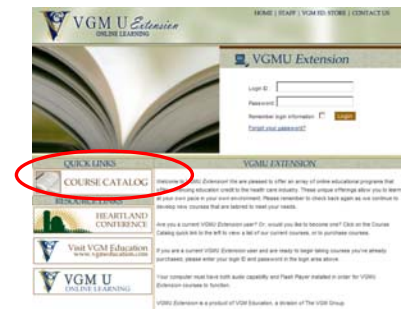 VGM U Extension
ONLINE LEARNING
HOME | STAFF | VGM ED. STORE | CONTACT US
VGMU Extension
Login ID
Password
Remember login information
Login
Forgot your password?
QUICK LINKS
COURSE CATALOG
RESOURCE LINKS
HEARTLAND
CONFERENCE
Visit VGM Education
www.vgmeducation.com
VGM U
ONLINE LEARNING
VGMU EXTENSION
Welcome to VGMU Extension! We are pleased to offer an array of online educational programs that
offer continuing education credit to the health care industry. These unique offerings allow you to learn
at your own pace in your own environment. Please remember to check back again as we continue to
develop new courses that are tailored to meet your needs.
Are you a current VGMU Extension user? Or, would you like to become one? Click on the Course
Catalog quick link to the left to view a list of our current courses, or to purchase courses.
If you are a current VGMU Extension user and are ready to begin taking courses you've already
purchased, please enter your login ID and password in the login area above.
Your computer must have both audio capability and Flash Player installed in order for VGMU
Extension courses to function.
VGMU Extension is a product of VGM Education, a division of The VGM Group.